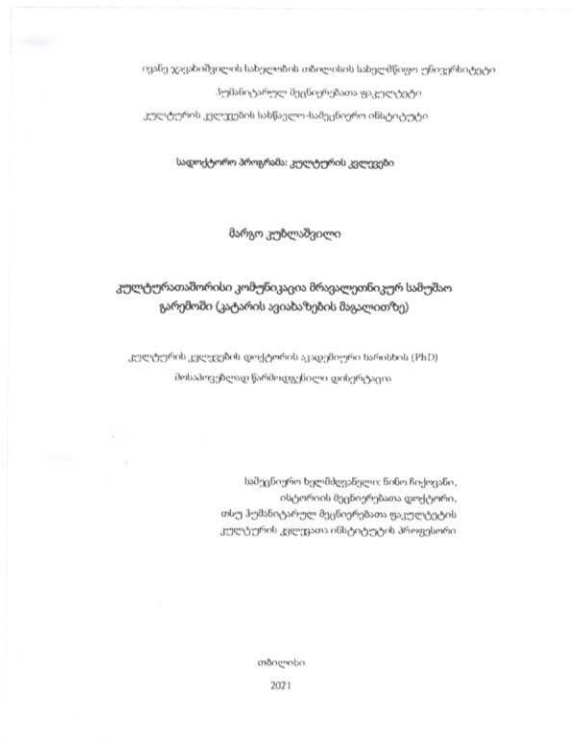 ივანე ჯავახიშვილის სახელობის თბილისის სახელმწიფო უნივერსიტეტი
ჰუმანიტარულ მეცნიერებათა ფაკულტეტი
კულტურის კვლევების სასწავლო-სამეცნიერო ინსტიტუტი
სადოქტორო პროგრამა: კულტურის კვლევები
მარგო კუბლაშვილი
კულტურათაშორისი კომუნიკაცია მრავალეთნიკურ სამუშაო
გარემოში (კატარის ავიახაზების მაგალითზე)
კულტურის კვლევების დოქტორის აკადემიური ხარისხის (PhD)
მოსაპოვებლად წარმოდგენილი დისერტაცია
სამეცნიერო ხელმძღვანელი: ნინო ჩიქოვანი,
ისტორიის მეცნიერებათა დოქტორი,
თსუ ჰუმანიტარულ მეცნიერებათა ფაკულტეტის
კულტურის კვლევათა ინსტიტუტის პროფესორი
თბილისი
2021